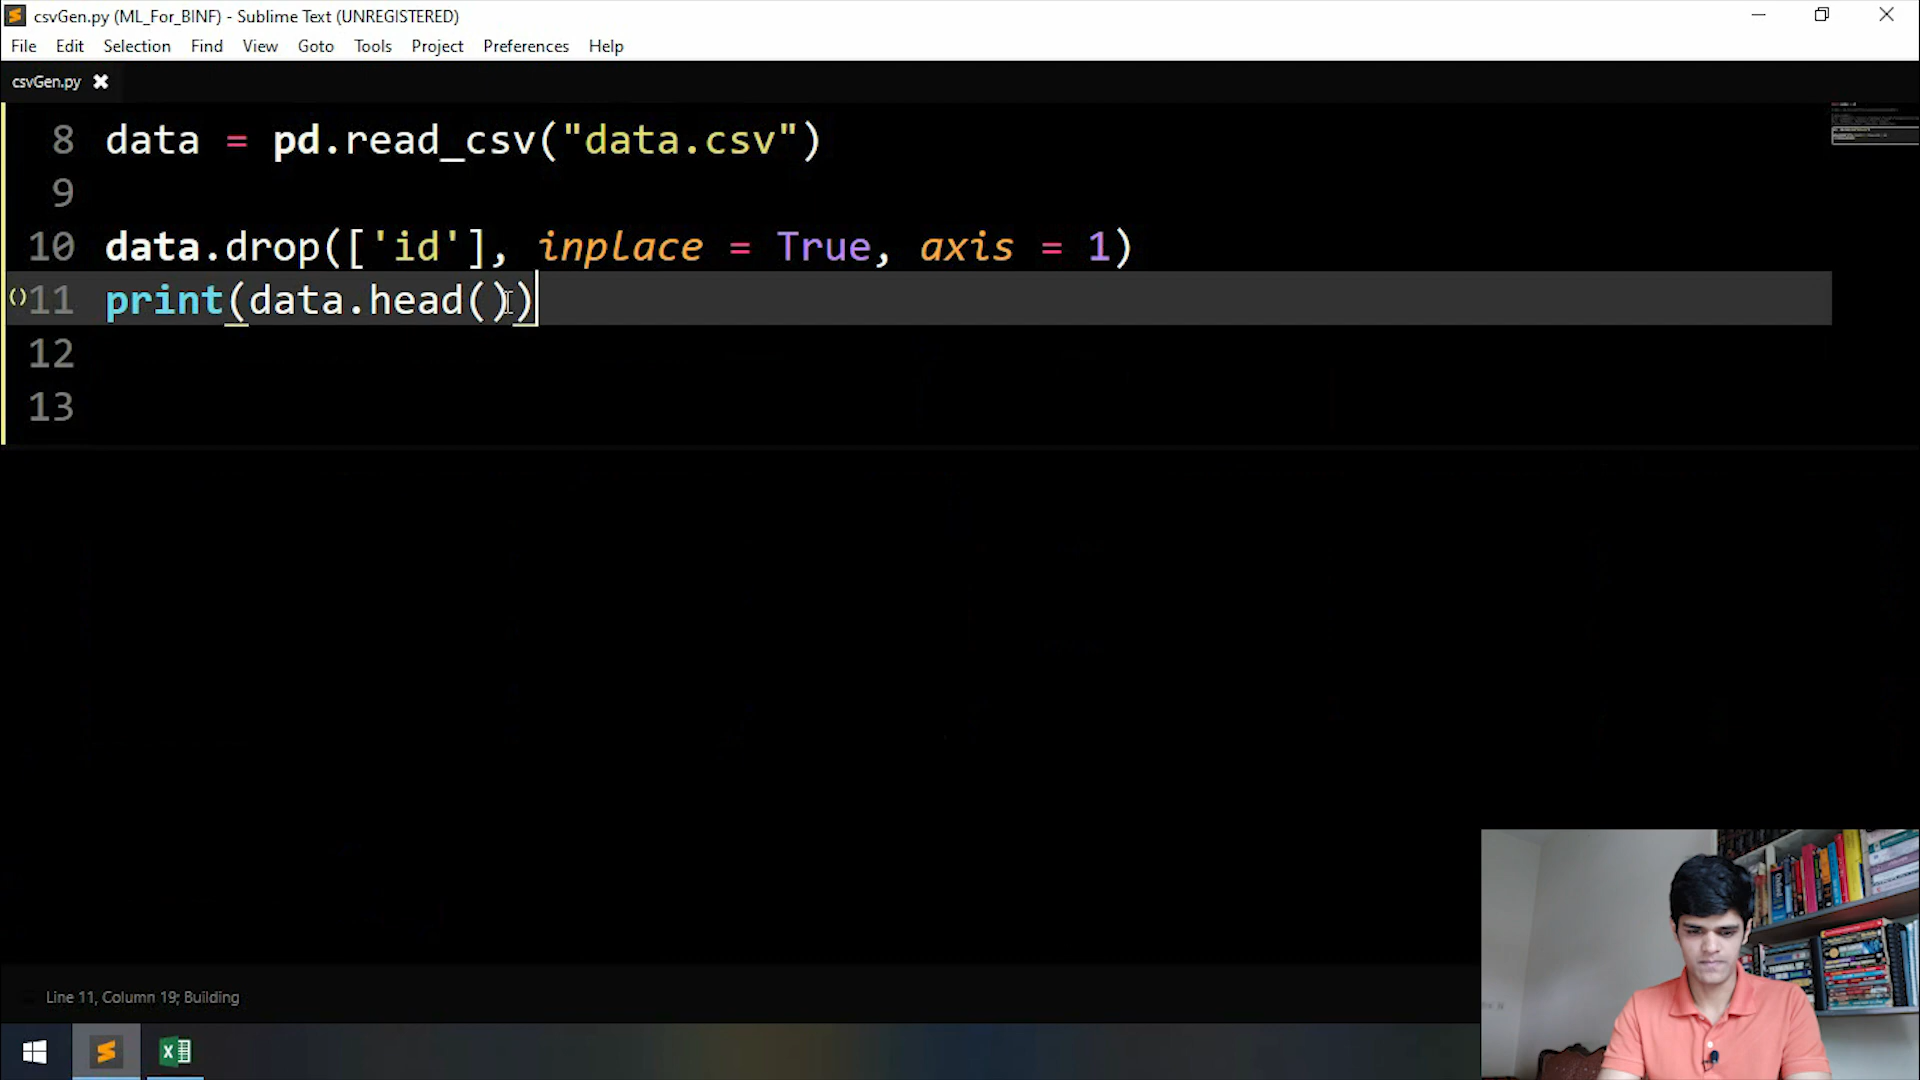 csvGen.py (ML_For_BINF) - Sublime Text (UNREGISTERED)
File Edit Selection Find View Goto Tools Project Preferences Help
csvGen.py
8 data = pd.read_csv("data.csv")
9
10 data.drop(['id'], inplace = True, axis = 1)
11 print(data.head())
12
13
Line 11, Column 19; Building